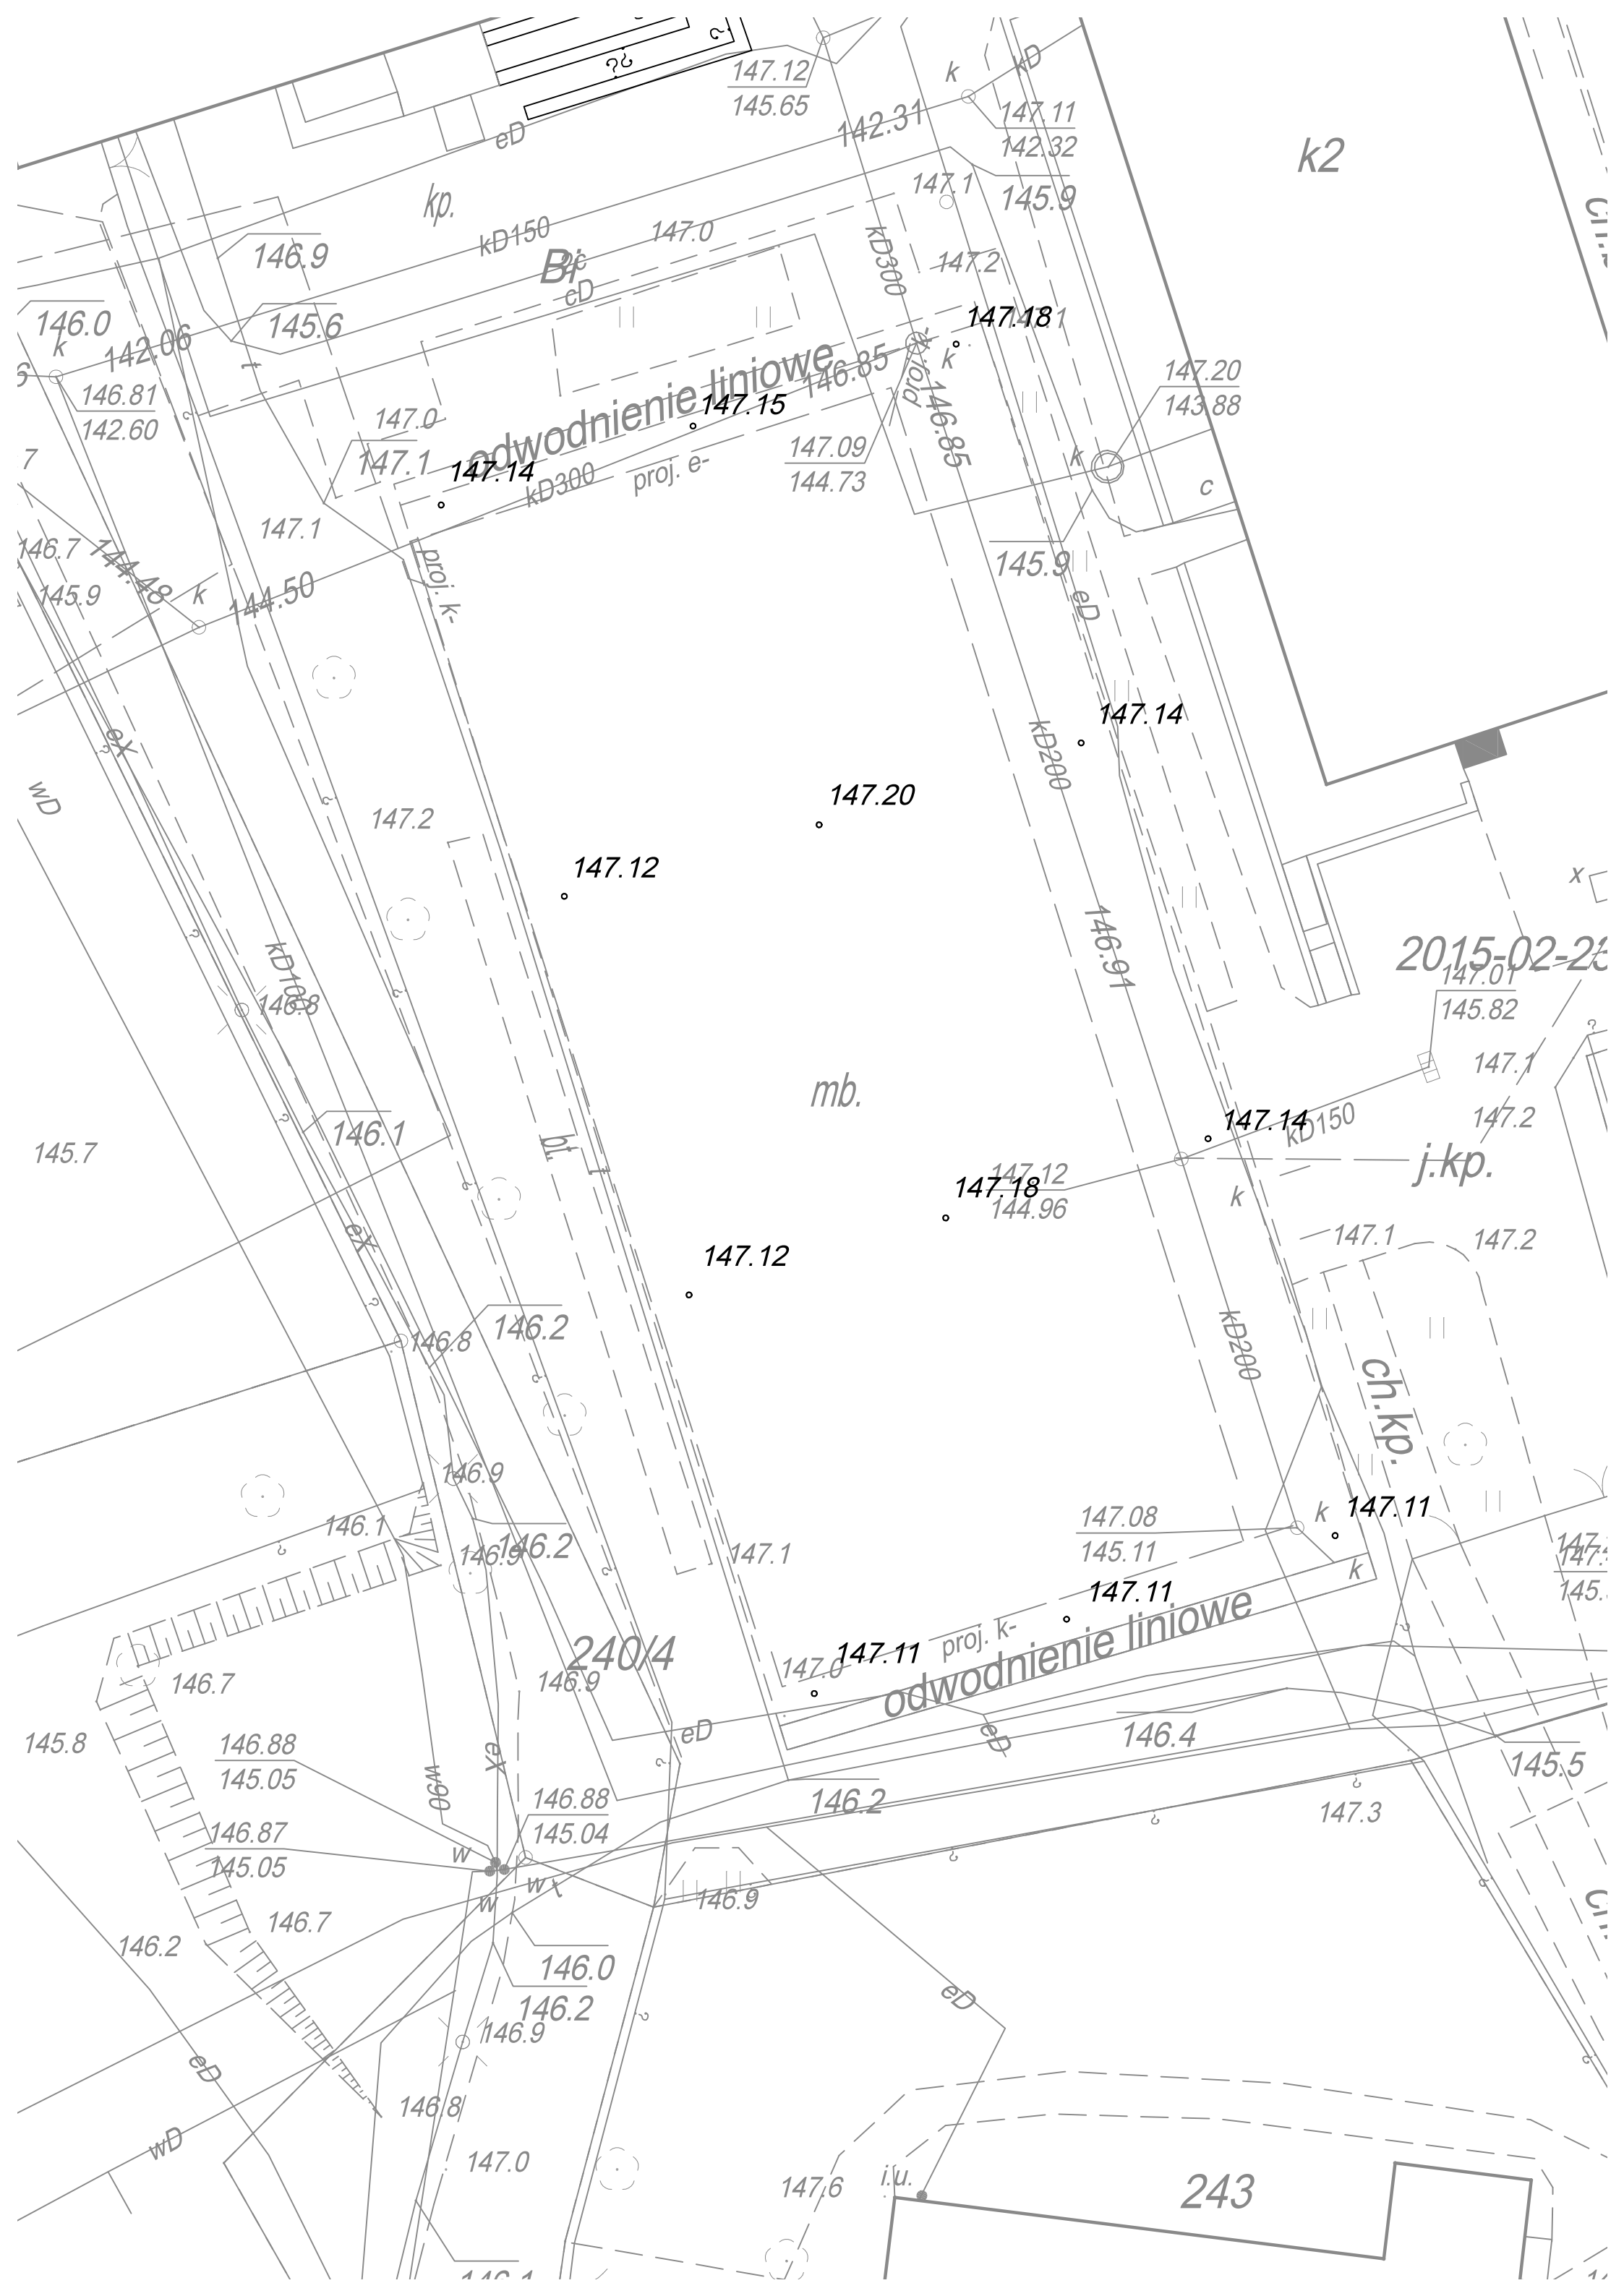 147.12
145.65
k
kD
142.31
147.11
142.32
k2
eD
kp.
147.1
145.9
146.9
kD150
147.0
Bi
cD
kD300
147.2
146.0
145.6
142.06
k
146.81
142.60
t
147.18
147.0
147.1
odwodnienie liniowe
146.85
147.15
147.14
kD300
proj. e-
k
146.85
147.20
143.88
147.09
144.73
k
c
7
147.1
146.7
145.9
144.48
k
144.50
proj. k-
145.9
eD
eX
wD
147.2
147.14
kD200
147.20
147.12
x
146.91
kD100
146.8
147.01
145.82
147.1
147.2
145.7
146.1
bt.
t
mb.
147.14
kD150
j.kp.
147.12
144.96
147.18
k
147.1
147.2
eX
147.12
146.2
146.8
kD200
ch.kp.
146.9
146.1
146.2
146.9
147.1
147.08
145.11
k
147.11
k
147.11
147.11
proj. k-
odwodnienie liniowe
240/4
147.0
146.9
146.7
145.8
146.88
145.05
eX
w90
eD
eD
146.4
145.5
146.2
147.3
146.88
145.04
146.87
145.05
w
w
w
t
146.9
146.7
146.2
146.0
146.2
146.9
eD
eD
146.8
wD
147.0
147.6
i.u.
243